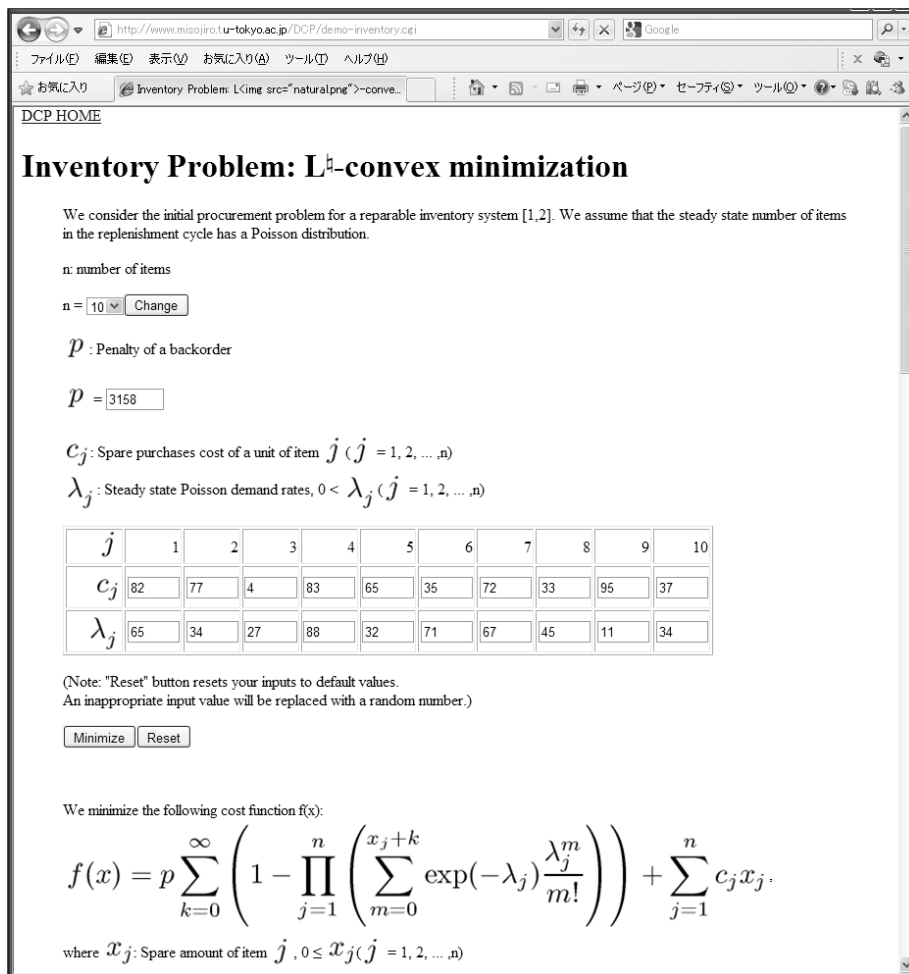 http://www.misojiro.t.u-tokyo.ac.jp/DCP/demo-inventory.cgi Google
ファイル(F) 編集(E) 表示(V) お気に入り(A) ツール(T) ヘルプ(H) x
お気に入り Inventory Problem: L<img src="natural.png">-conve... ページ(P) セーフティ(S) ツール(O)
DCP HOME
Inventory Problem: L♮-convex minimization
We consider the initial procurement problem for a reparable inventory system [1,2]. We assume that the steady state number of items
in the replenishment cycle has a Poisson distribution.
n: number of items
n = 10 Change
p : Penalty of a backorder
p = 3158
c_j : Spare purchases cost of a unit of item j ( j = 1, 2, ... ,n)
λ_j : Steady state Poisson demand rates, 0 < λ_j ( j = 1, 2, ... ,n)
j 1 2 3 4 5 6 7 8 9 10
c_j 82 77 4 83 65 35 72 33 95 37
λ_j 65 34 27 88 32 71 67 45 11 34
(Note: "Reset" button resets your inputs to default values.
An inappropriate input value will be replaced with a random number.)
Minimize Reset
We minimize the following cost function f(x):
f(x) = p ∑_{k=0}^{∞} ( 1 − ∏_{j=1}^{n} ( ∑_{m=0}^{x_j+k} exp(−λ_j) λ_j^m / m! ) ) + ∑_{j=1}^{n} c_j x_j ,
where x_j : Spare amount of item j , 0 ≤ x_j ( j = 1, 2, ... ,n)